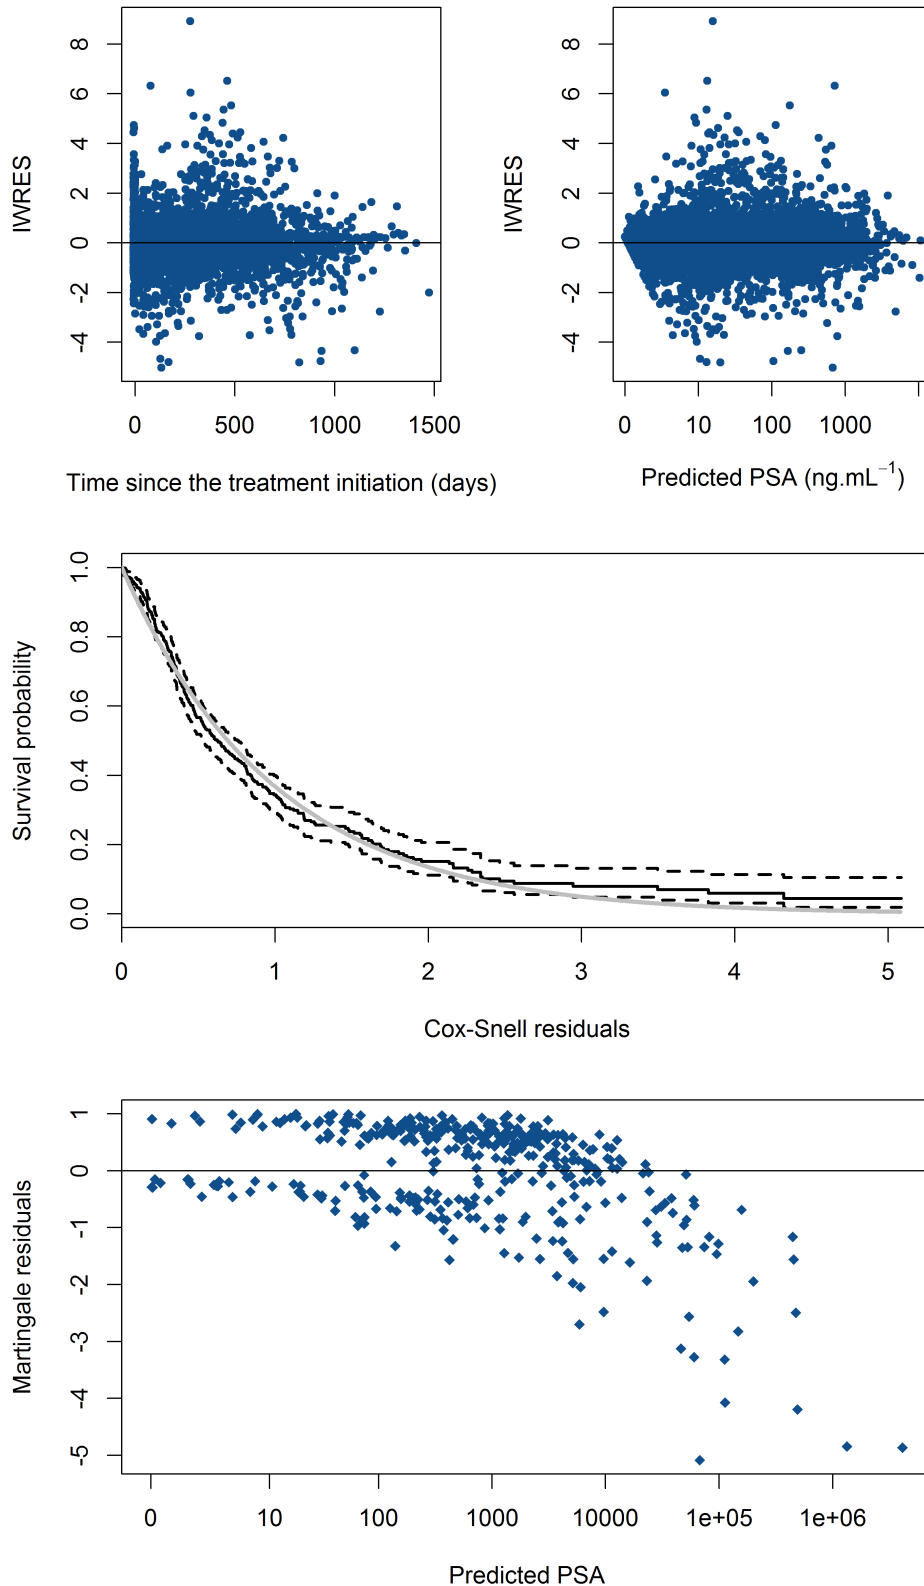 IWRES
8
6
4
2
0
-2
-4
0 500 1000 1500
Time since the treatment initiation (days)
IWRES
8
6
4
2
0
-2
-4
0 10 100 1000
Predicted PSA (ng.mL⁻¹)
Survival probability
1.0
0.8
0.6
0.4
0.2
0.0
0 1 2 3 4 5
Cox-Snell residuals
Martingale residuals
1
0
-1
-2
-3
-4
-5
0 10 100 1000 10000 1e+05 1e+06
Predicted PSA